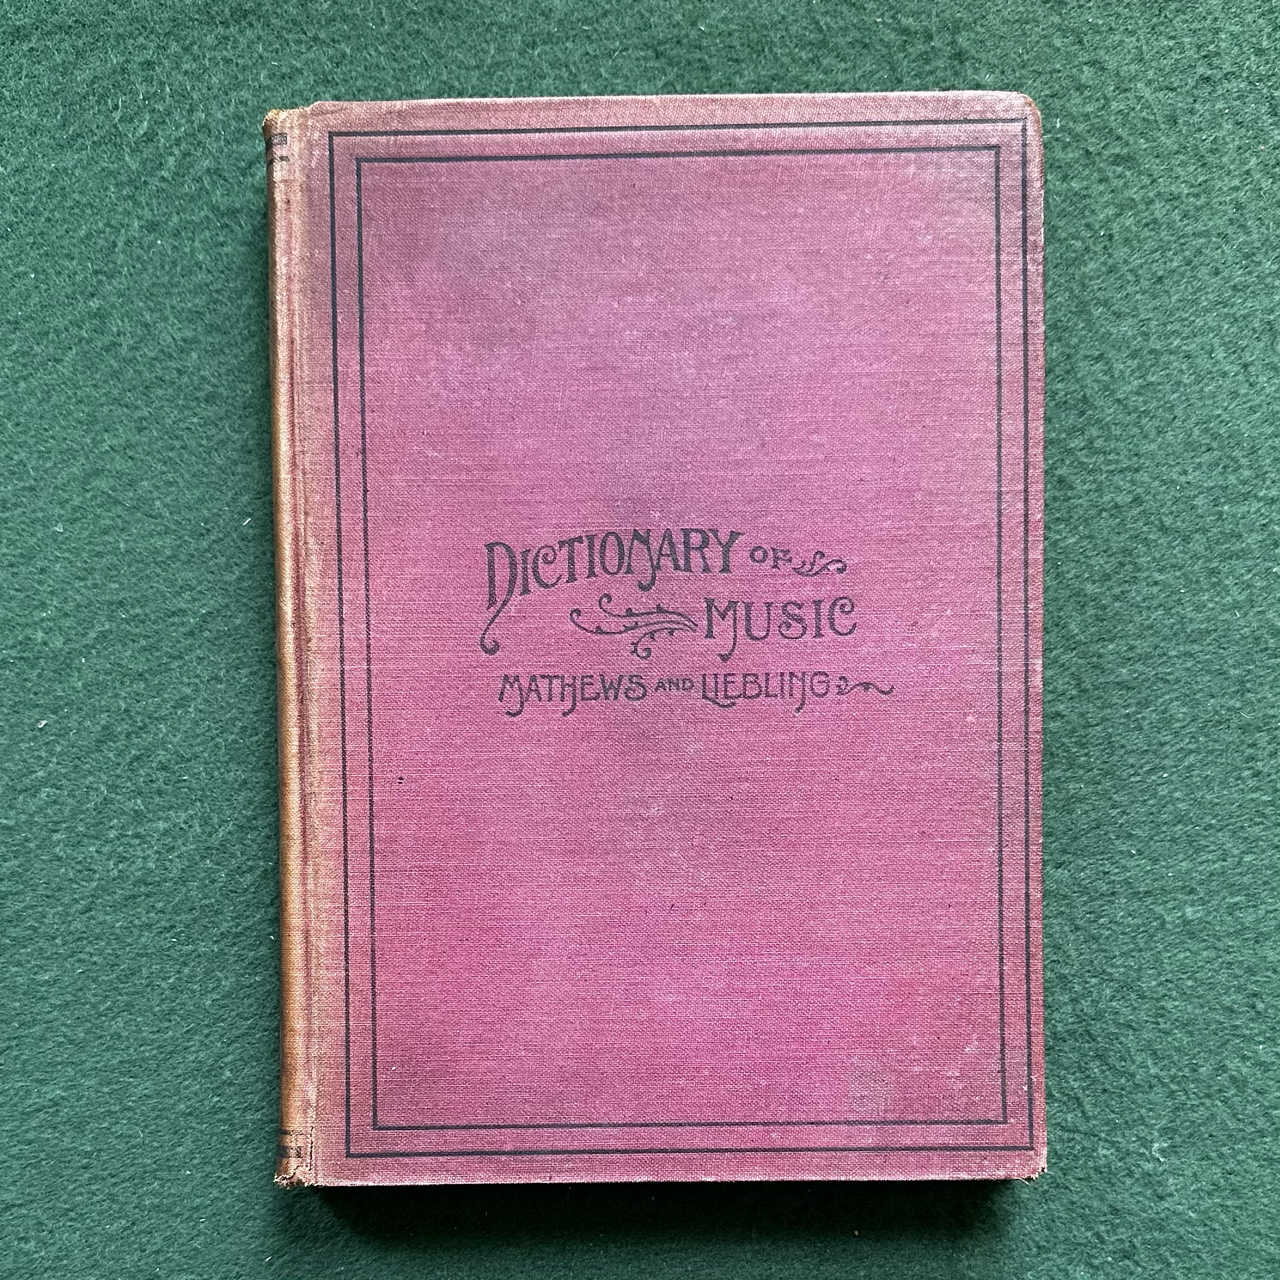 DICTIONARY OF
MUSIC
MATHEWS AND LIEBLING